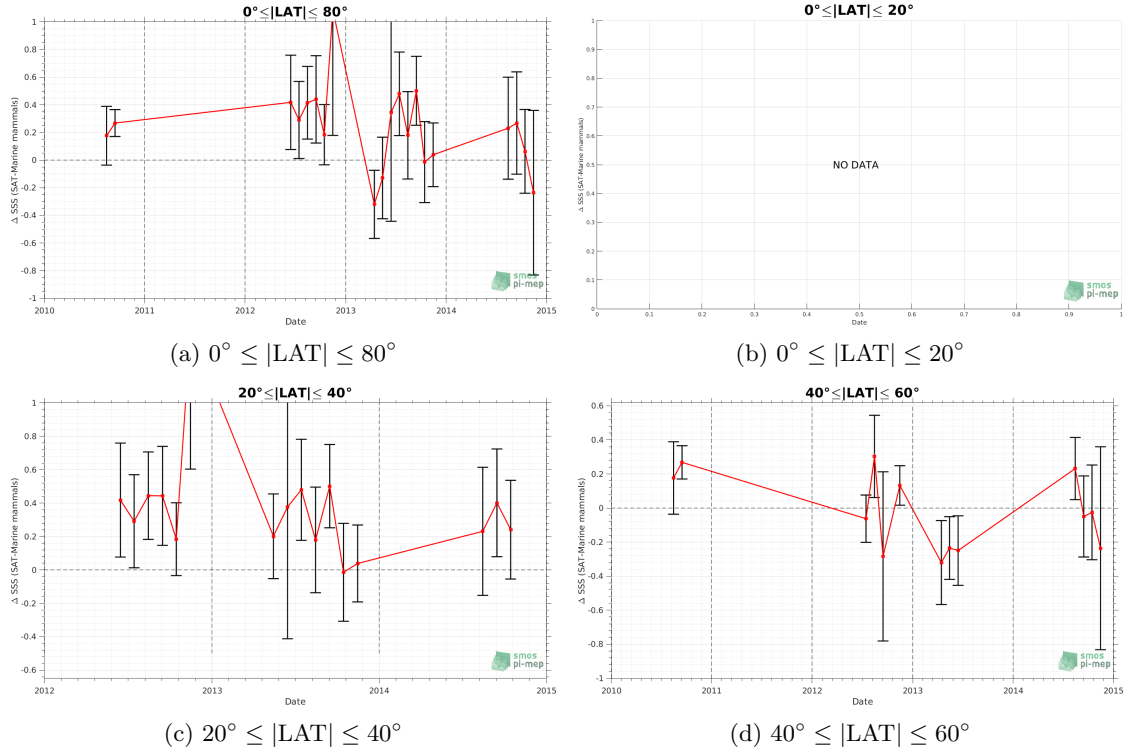 0°≤|LAT|≤ 80°
1
0.8
0.6
0.4
0.2
0
-0.2
-0.4
-0.6
-0.8
-1
Δ SSS (SAT-Marine mammals)
2010 2011 2012 2013 2014 2015
Date
smos
pi-mep
(a) 0° ≤ |LAT| ≤ 80°
0°≤|LAT|≤ 20°
1
0.9
0.8
0.7
0.6
0.5
0.4
0.3
0.2
0.1
0
Δ SSS (SAT-Marine mammals)
NO DATA
0 0.1 0.2 0.3 0.4 0.5 0.6 0.7 0.8 0.9 1
Date
smos
pi-mep
(b) 0° ≤ |LAT| ≤ 20°
20°≤|LAT|≤ 40°
1
0.8
0.6
0.4
0.2
0
-0.2
-0.4
-0.6
Δ SSS (SAT-Marine mammals)
2012 2013 2014 2015
Date
smos
pi-mep
(c) 20° ≤ |LAT| ≤ 40°
40°≤|LAT|≤ 60°
0.6
0.4
0.2
0
-0.2
-0.4
-0.6
-0.8
-1
Δ SSS (SAT-Marine mammals)
2010 2011 2012 2013 2014 2015
Date
smos
pi-mep
(d) 40° ≤ |LAT| ≤ 60°